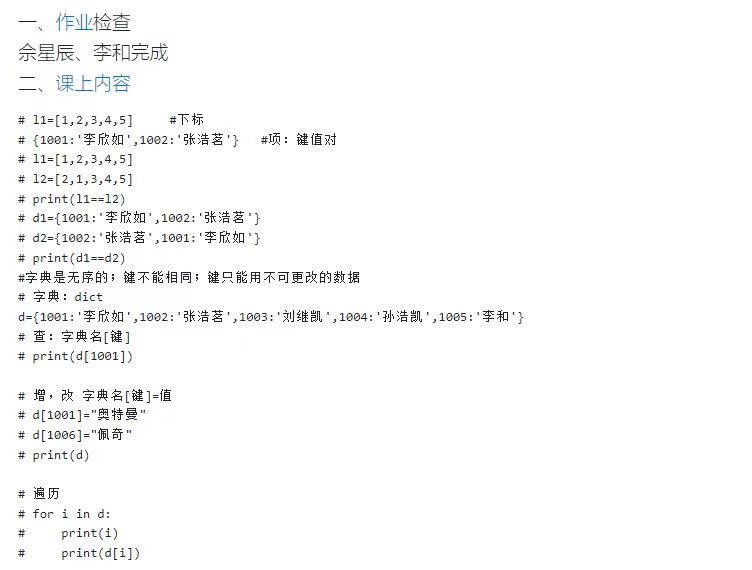 一、作业检查
佘星辰、李和完成
二、课上内容
# l1=[1,2,3,4,5]     #下标
# {1001:'李欣如',1002:'张浩茗'}   #项：键值对
# l1=[1,2,3,4,5]
# l2=[2,1,3,4,5]
# print(l1==l2)
# d1={1001:'李欣如',1002:'张浩茗'}
# d2={1002:'张浩茗',1001:'李欣如'}
# print(d1==d2)
#字典是无序的；键不能相同；键只能用不可更改的数据
# 字典：dict
d={1001:'李欣如',1002:'张浩茗',1003:'刘继凯',1004:'孙浩凯',1005:'李和'}
# 查：字典名[键]
# print(d[1001])
# 增，改 字典名[键]=值
# d[1001]="奥特曼"
# d[1006]="佩奇"
# print(d)
# 遍历
# for i in d:
#     print(i)
#     print(d[i])